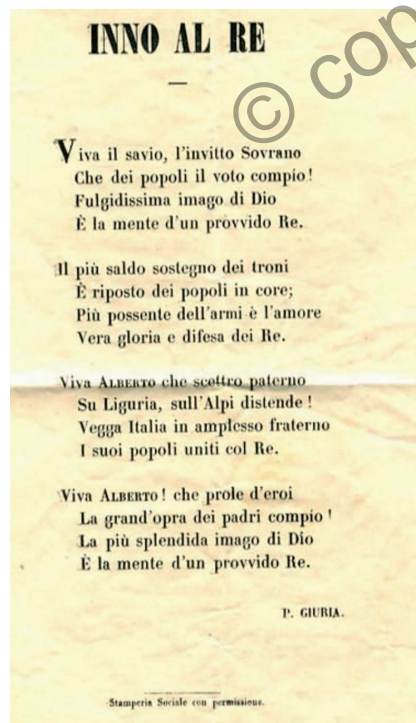 INNO AL RE
© cop
Viva il savio, l'invitto Sovrano
Che dei popoli il voto compio!
Fulgidissima imago di Dio
È la mente d'un provvido Re.
Il più saldo sostegno dei troni
È riposto dei popoli in core;
Più possente dell'armi è l'amore
Vera gloria e difesa dei Re.
Viva ALBERTO che scettro paterno
Su Liguria, sull'Alpi distende!
Vegga Italia in amplesso fraterno
I suoi popoli uniti col Re.
Viva ALBERTO! che prole d'eroi
La grand'opra dei padri compio!
La più splendida imago di Dio
È la mente d'un provvido Re.
P. GIURIA.
Stamperia Sociale con permissione.